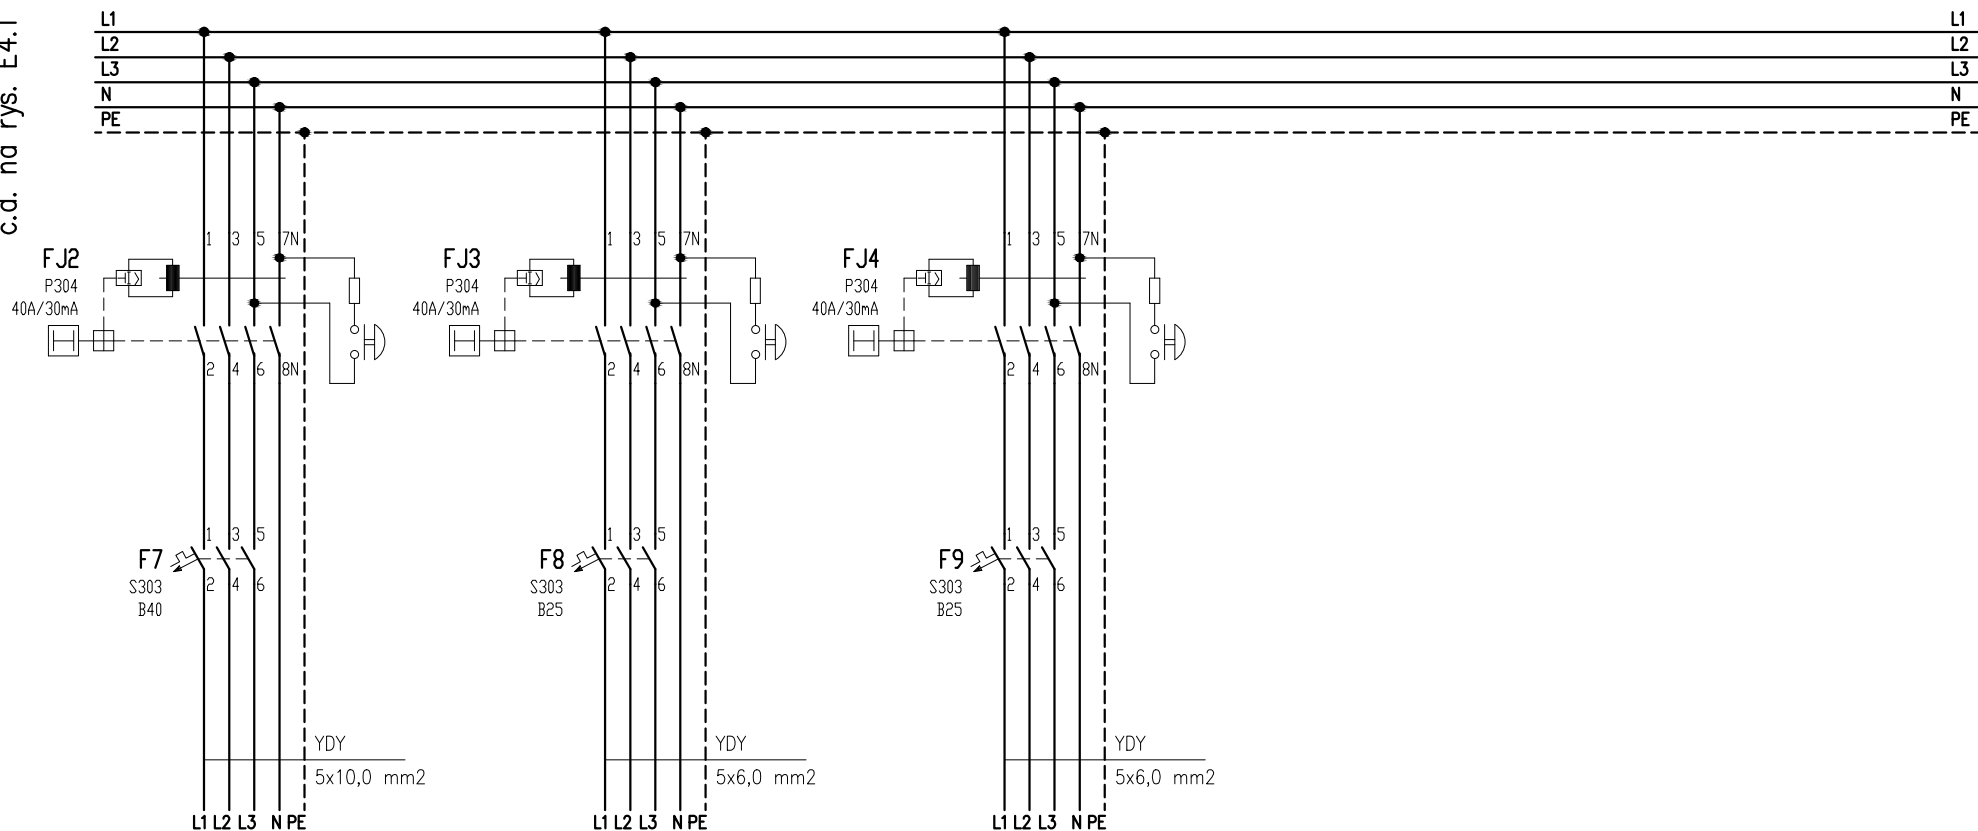 c.d. na rys. E4.1
L1 L1
L2 L2
L3 L3
N N
PE PE
1 3 5 7N
FJ2
P304
40A/30mA
2 4 6 8N
1 3 5
F7
S303
B40
2 4 6
YDY
5x10,0 mm2
L1 L2 L3 N PE
1 3 5 7N
FJ3
P304
40A/30mA
2 4 6 8N
1 3 5
F8
S303
B25
2 4 6
YDY
5x6,0 mm2
L1 L2 L3 N PE
1 3 5 7N
FJ4
P304
40A/30mA
2 4 6 8N
1 3 5
F9
S303
B25
2 4 6
YDY
5x6,0 mm2
L1 L2 L3 N PE